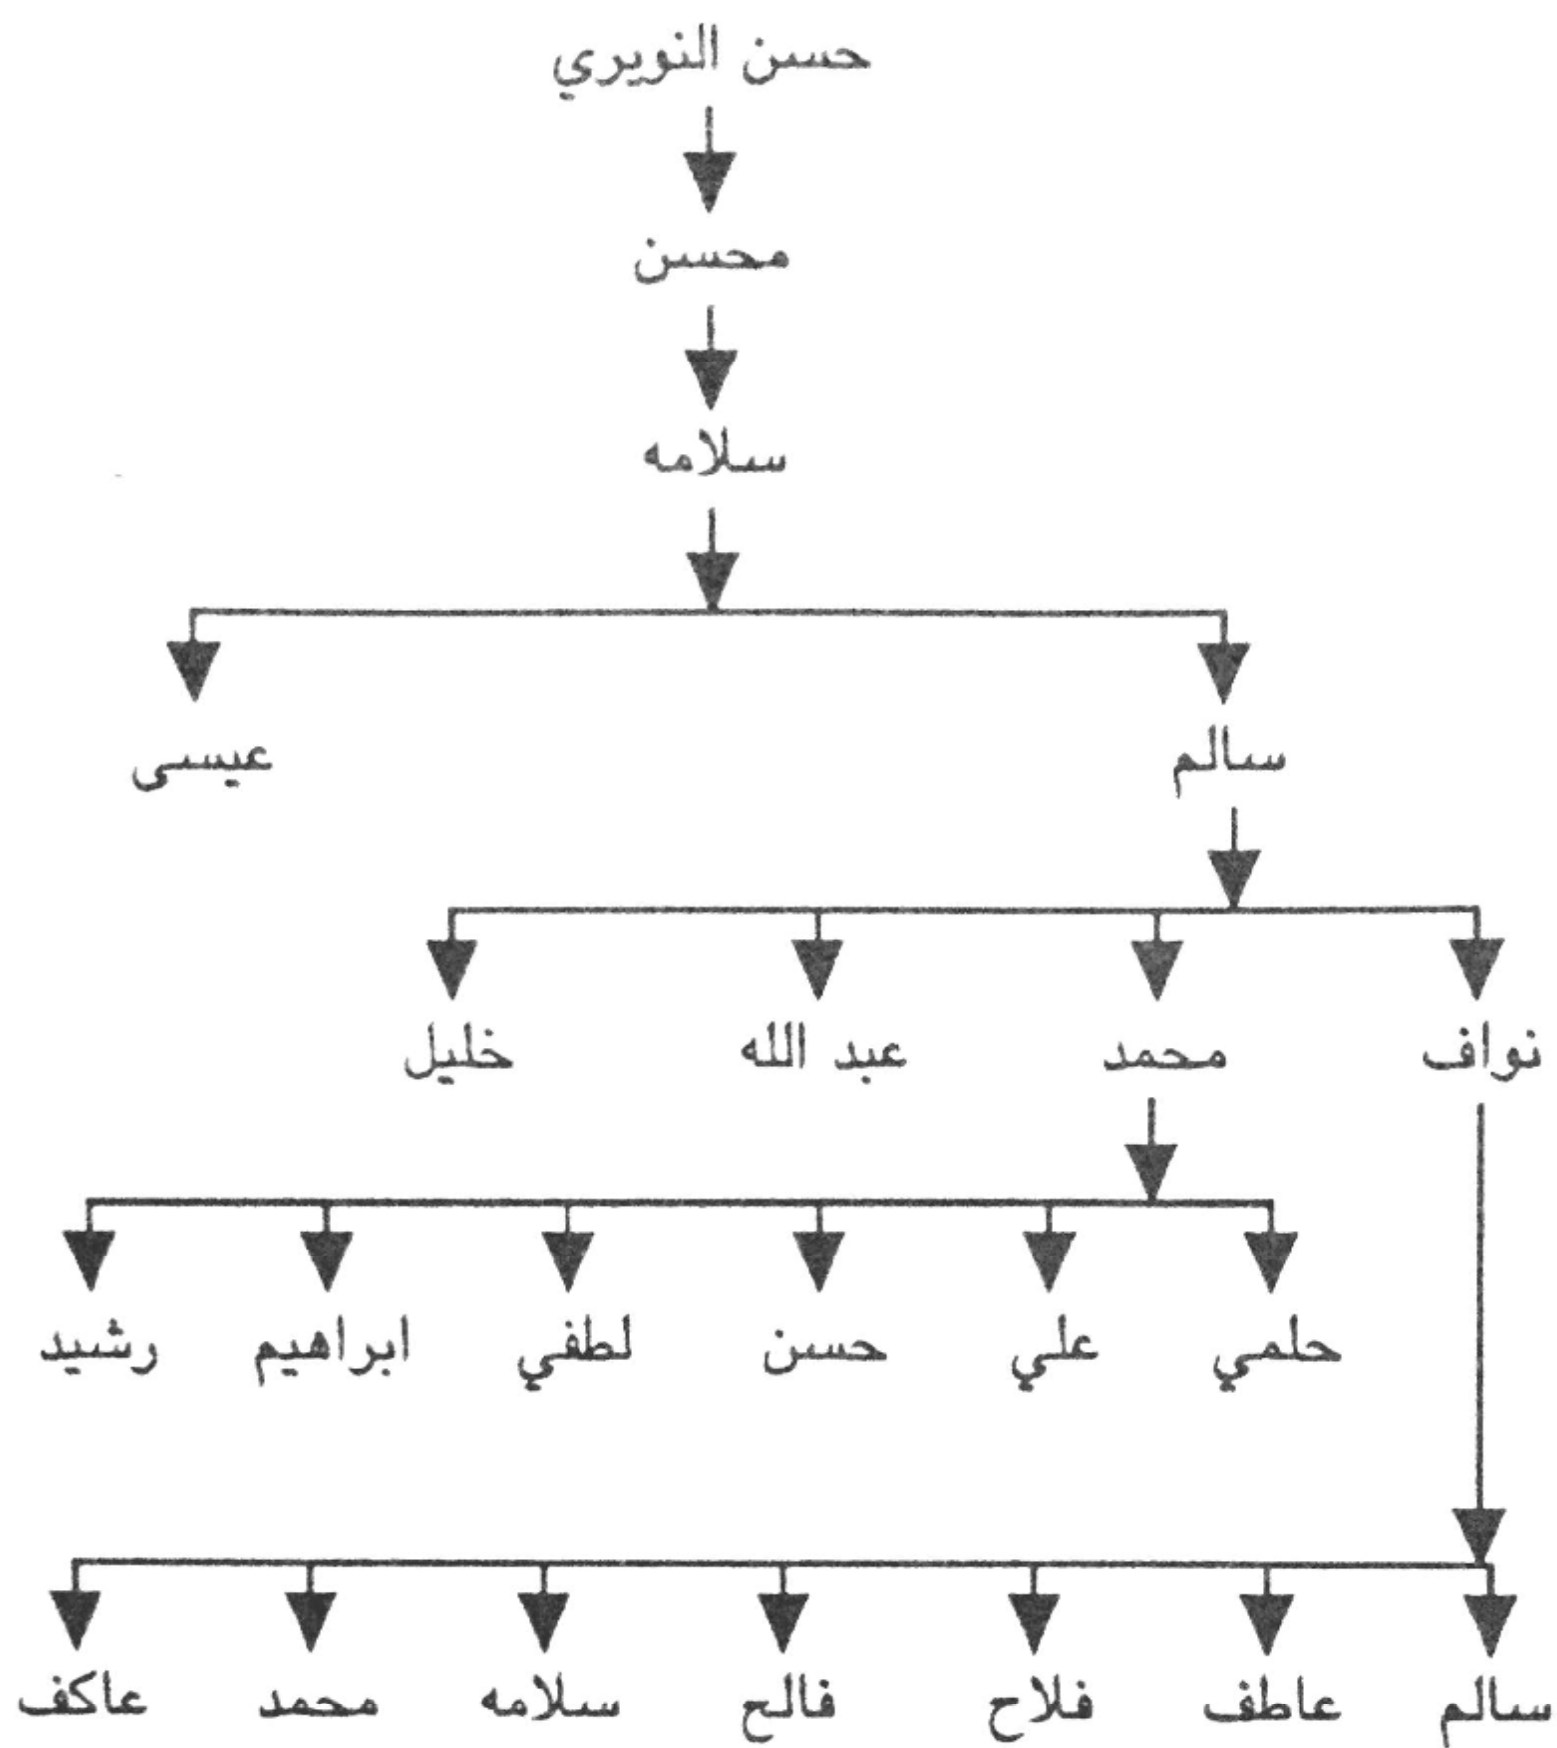 حسن النويري
محسن
سلامه
سالم عيسى
نواف محمد عبد الله خليل
حلمي علي حسن لطفي ابراهيم رشيد
سالم عاطف فلاح فالح سلامه محمد عاكف